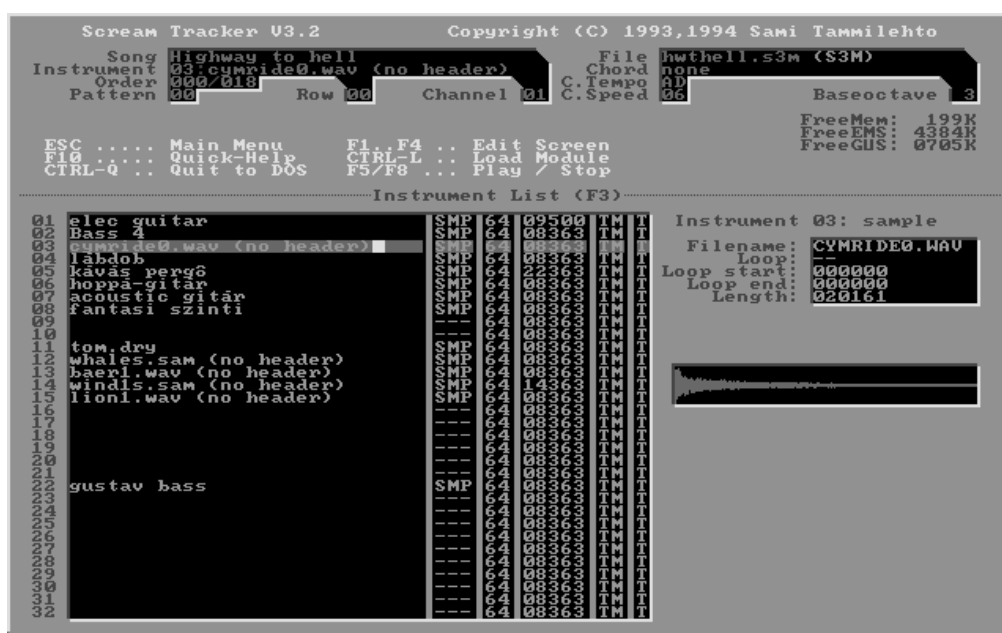 Scream Tracker V3.2 Copyright (C) 1993,1994 Sami Tammilehto
Song Highway to hell File hwthell.s3m (S3M)
Instrument 03:cymride0.wav (no header) Chord none
Order 000/018 C.Tempo AD
Pattern 00 Row 00 Channel 01 C.Speed 06 Baseoctave 3
FreeMem: 199K
FreeEMS: 4384K
FreeGUS: 0705K
ESC ..... Main Menu F1..F4 .. Edit Screen
F10 ..... Quick-Help CTRL-L .. Load Module
CTRL-Q .. Quit to DOS F5/F8 ... Play / Stop
Instrument List (F3)
01 elec guitar SMP 64 09500 TM T
02 Bass 4 SMP 64 08363 TM T
03 cymride0.wav (no header) SMP 64 08363 TM T
04 lábdob SMP 64 08363 TM T
05 kávás pergô SMP 64 22363 TM T
06 hoppá-gitár SMP 64 08363 TM T
07 acoustic gitár SMP 64 08363 TM T
08 fantasi szinti SMP 64 08363 TM T
09 --- 64 08363 TM T
10 --- 64 08363 TM T
11 tom.dry SMP 64 08363 TM T
12 whales.sam (no header) SMP 64 08363 TM T
13 baer1.wav (no header) SMP 64 08363 TM T
14 wind1s.sam (no header) SMP 64 14363 TM T
15 lion1.wav (no header) SMP 64 08363 TM T
16 --- 64 08363 TM T
17 --- 64 08363 TM T
18 --- 64 08363 TM T
19 --- 64 08363 TM T
20 --- 64 08363 TM T
21 --- 64 08363 TM T
22 gustav bass SMP 64 08363 TM T
23 --- 64 08363 TM T
24 --- 64 08363 TM T
25 --- 64 08363 TM T
26 --- 64 08363 TM T
27 --- 64 08363 TM T
28 --- 64 08363 TM T
29 --- 64 08363 TM T
30 --- 64 08363 TM T
31 --- 64 08363 TM T
32 --- 64 08363 TM T
Instrument 03: sample
Filename: CYMRIDE0.WAV
Loop: --
Loop start: 000000
Loop end: 000000
Length: 020161